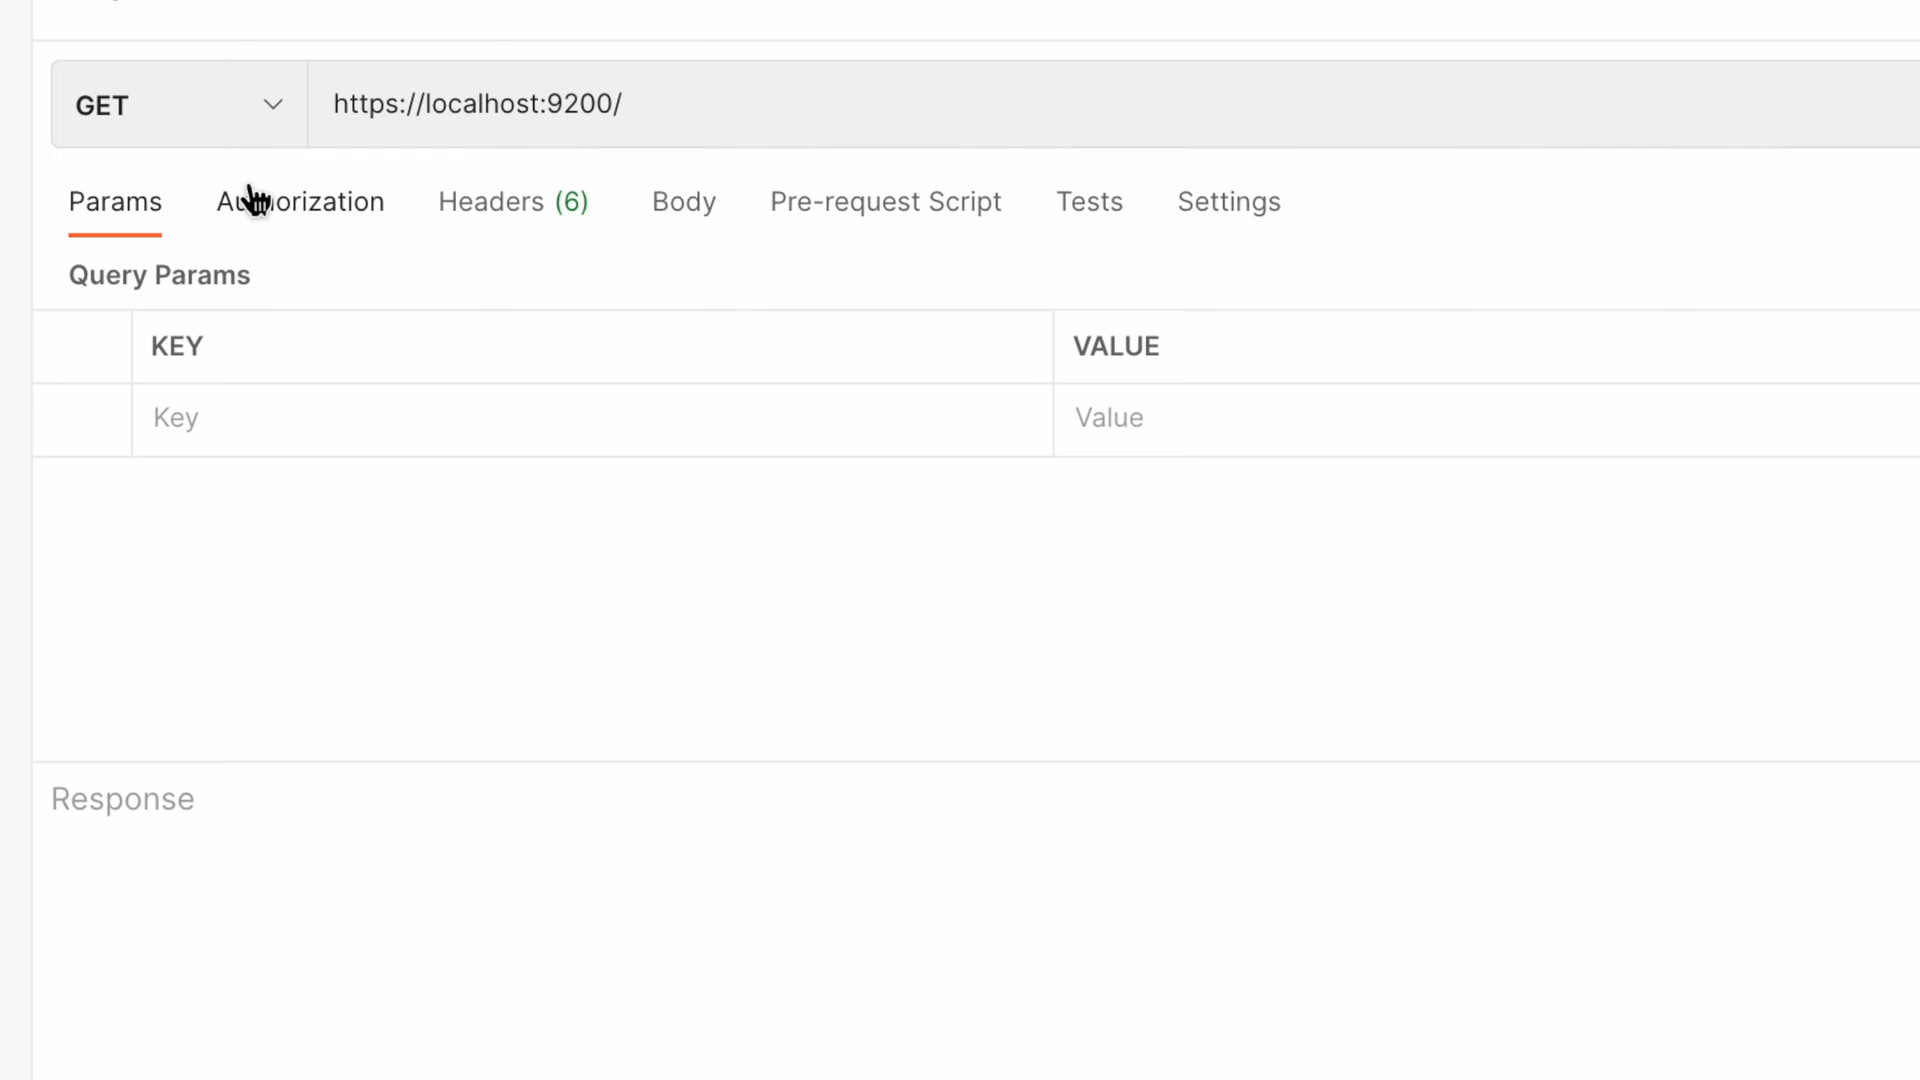 GET https://localhost:9200/
Params Authorization Headers (6) Body Pre-request Script Tests Settings
Query Params
KEY VALUE
Key Value
Response